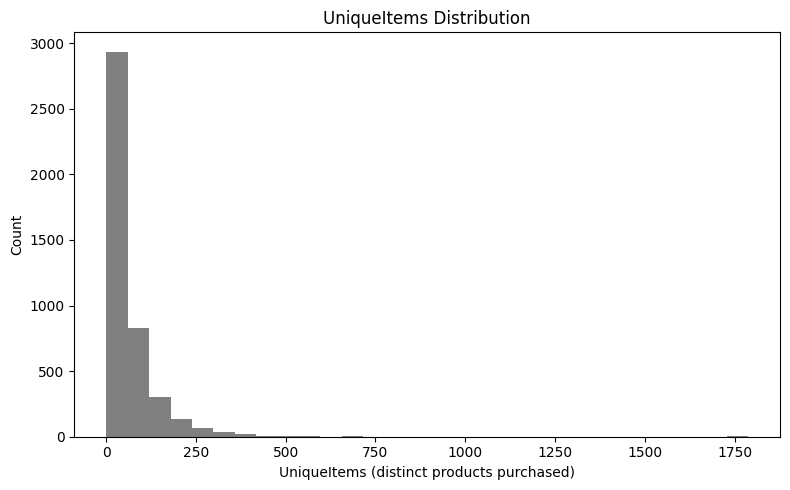 UniqueItems Distribution
3000
2500
2000
1500
1000
500
0
Count
0 250 500 750 1000 1250 1500 1750
UniqueItems (distinct products purchased)